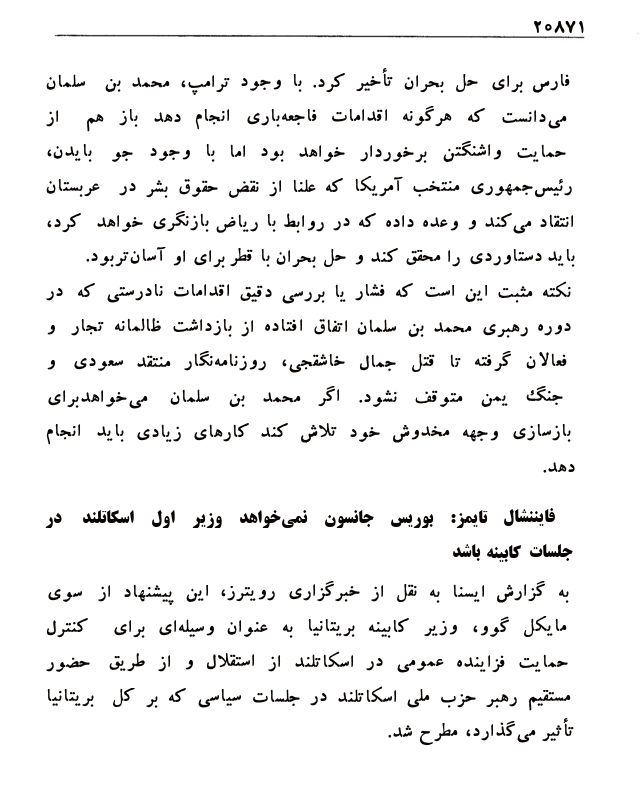 ۲۰۸۷۱
فارس برای حل بحران تأخیر کرد. با وجود ترامپ، محمد بن سلمان
می‌دانست که هرگونه اقدامات فاجعه‌باری انجام دهد باز هم از
حمایت واشنگتن برخوردار خواهد بود اما با وجود جو بایدن،
رئیس‌جمهوری منتخب آمریکا که علنا از نقض حقوق بشر در عربستان
انتقاد می‌کند و وعده داده که در روابط با ریاض بازنگری خواهد کرد،
باید دستاوردی را محقق کند و حل بحران با قطر برای او آسان‌تربود.
نکته مثبت این است که فشار یا بررسی دقیق اقدامات نادرستی که در
دوره رهبری محمد بن سلمان اتفاق افتاده از بازداشت ظالمانه تجار و
فعالان گرفته تا قتل جمال خاشقجی، روزنامه‌نگار منتقد سعودی و
جنگ یمن متوقف نشود. اگر محمد بن سلمان می‌خواهدبرای
بازسازی وجهه مخدوش خود تلاش کند کارهای زیادی باید انجام
دهد.
فایننشال تایمز: بوریس جانسون نمی‌خواهد وزیر اول اسکاتلند در
جلسات کابینه باشد
به گزارش ایسنا به نقل از خبرگزاری رویترز، این پیشنهاد از سوی
مایکل گوو، وزیر کابینه بریتانیا به عنوان وسیله‌ای برای کنترل
حمایت فزاینده عمومی در اسکاتلند از استقلال و از طریق حضور
مستقیم رهبر حزب ملی اسکاتلند در جلسات سیاسی که بر کل بریتانیا
تأثیر می‌گذارد، مطرح شد.